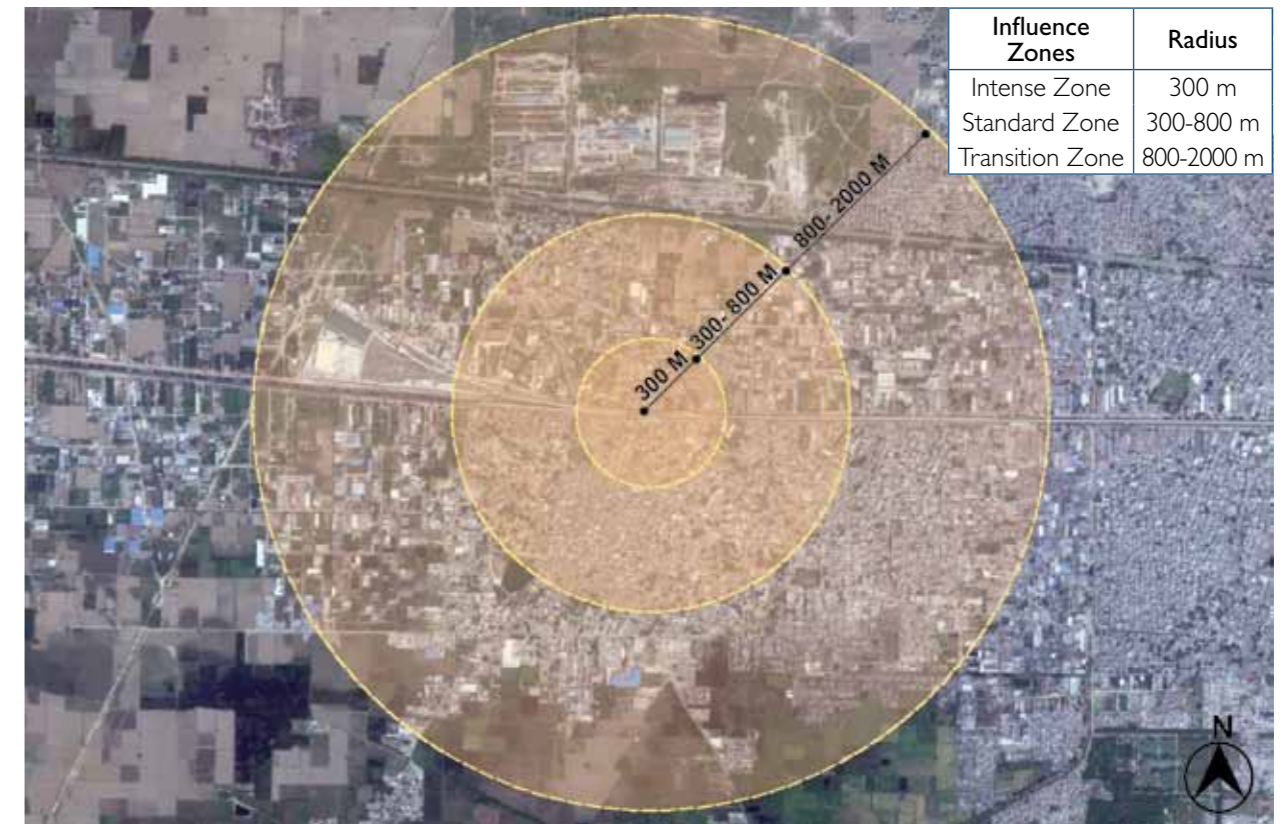 Influence
Zones
Radius
Intense Zone
300 m
Standard Zone
300-800 m
Transition Zone
800-2000 m
800- 2000 M
300- 800 M
300 M
N